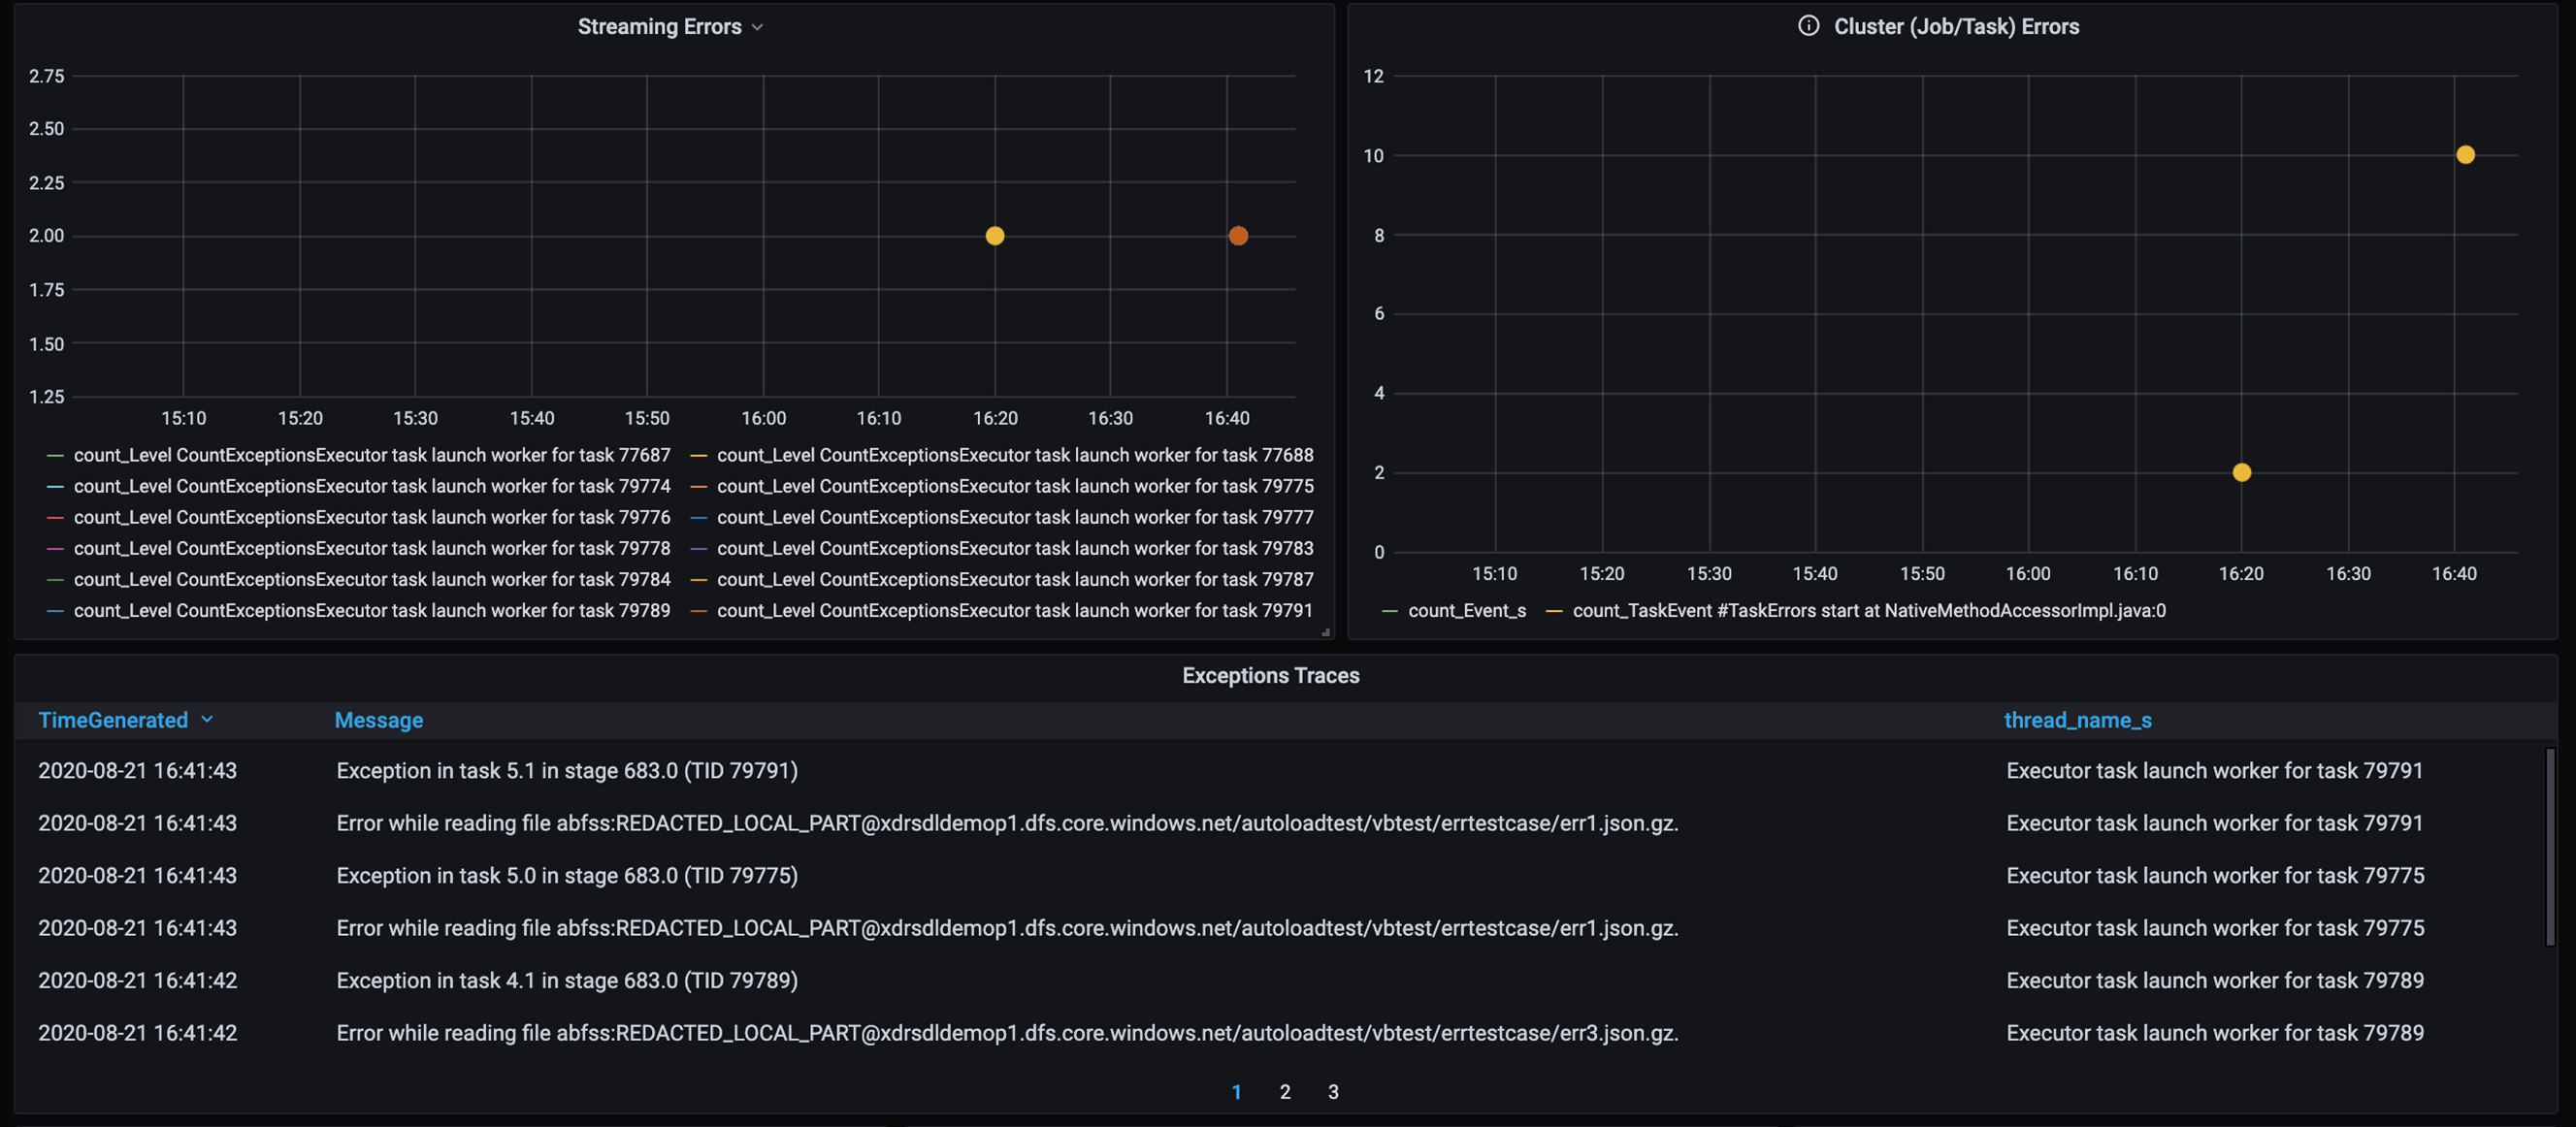 Streaming Errors
2.75
2.50
2.25
2.00
1.75
1.50
1.25
15:10 15:20 15:30 15:40 15:50 16:00 16:10 16:20 16:30 16:40
count_Level CountExceptionsExecutor task launch worker for task 77687 count_Level CountExceptionsExecutor task launch worker for task 77688
count_Level CountExceptionsExecutor task launch worker for task 79774 count_Level CountExceptionsExecutor task launch worker for task 79775
count_Level CountExceptionsExecutor task launch worker for task 79776 count_Level CountExceptionsExecutor task launch worker for task 79777
count_Level CountExceptionsExecutor task launch worker for task 79778 count_Level CountExceptionsExecutor task launch worker for task 79783
count_Level CountExceptionsExecutor task launch worker for task 79784 count_Level CountExceptionsExecutor task launch worker for task 79787
count_Level CountExceptionsExecutor task launch worker for task 79789 count_Level CountExceptionsExecutor task launch worker for task 79791
Cluster (Job/Task) Errors
12
10
8
6
4
2
0
15:10 15:20 15:30 15:40 15:50 16:00 16:10 16:20 16:30 16:40
count_Event_s count_TaskEvent #TaskErrors start at NativeMethodAccessorImpl.java:0
Exceptions Traces
TimeGenerated Message thread_name_s
2020-08-21 16:41:43 Exception in task 5.1 in stage 683.0 (TID 79791) Executor task launch worker for task 79791
2020-08-21 16:41:43 Error while reading file abfss:REDACTED_LOCAL_PART@xdrsdldemop1.dfs.core.windows.net/autoloadtest/vbtest/errtestcase/err1.json.gz. Executor task launch worker for task 79791
2020-08-21 16:41:43 Exception in task 5.0 in stage 683.0 (TID 79775) Executor task launch worker for task 79775
2020-08-21 16:41:43 Error while reading file abfss:REDACTED_LOCAL_PART@xdrsdldemop1.dfs.core.windows.net/autoloadtest/vbtest/errtestcase/err1.json.gz. Executor task launch worker for task 79775
2020-08-21 16:41:42 Exception in task 4.1 in stage 683.0 (TID 79789) Executor task launch worker for task 79789
2020-08-21 16:41:42 Error while reading file abfss:REDACTED_LOCAL_PART@xdrsdldemop1.dfs.core.windows.net/autoloadtest/vbtest/errtestcase/err3.json.gz. Executor task launch worker for task 79789
1 2 3